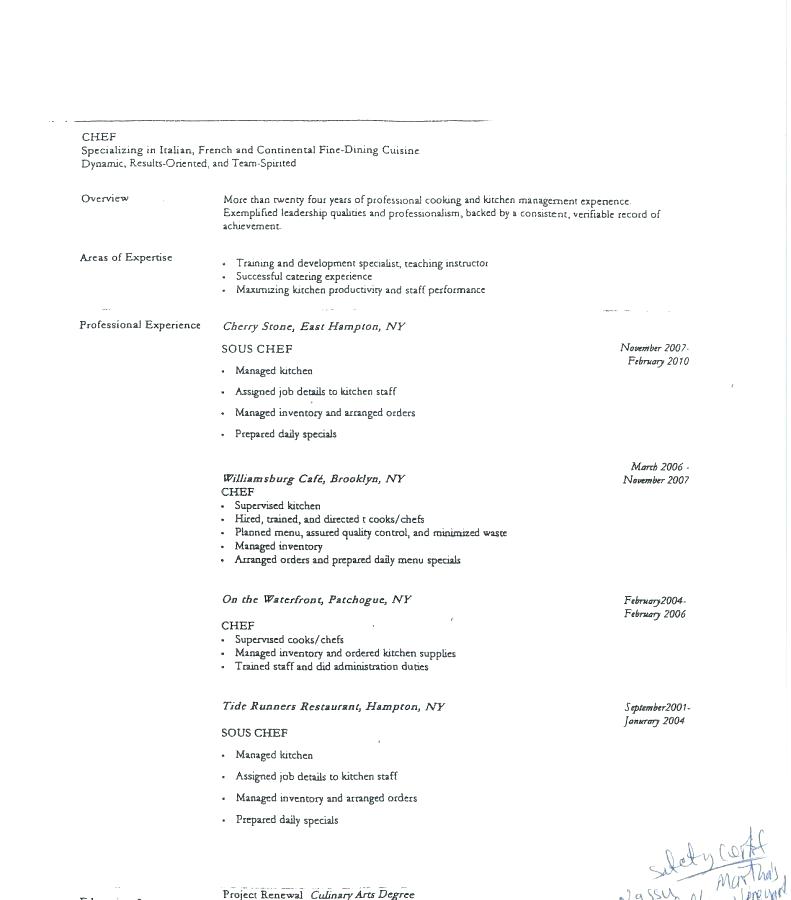 CHEF
Specializing in Italian, French and Continental Fine-Dining Cuisine
Dynamic, Results-Oriented, and Team-Spirited
Overview
More than twenty four years of professional cooking and kitchen management experience.
Exemplified leadership qualities and professionalism, backed by a consistent, verifiable record of
achievement.
Areas of Expertise
• Training and development specialist, teaching instructor
• Successful catering experience
• Maximizing kitchen productivity and staff performance
Professional Experience
Cherry Stone, East Hampton, NY
SOUS CHEF
November 2007-
February 2010
• Managed kitchen
• Assigned job details to kitchen staff
• Managed inventory and arranged orders
• Prepared daily specials
March 2006 -
Williamsburg Café, Brooklyn, NY November 2007
CHEF
• Supervised kitchen
• Hired, trained, and directed t cooks/chefs
• Planned menu, assured quality control, and minimized waste
• Managed inventory
• Arranged orders and prepared daily menu specials
On the Waterfront, Patchogue, NY February2004-
February 2006
CHEF
• Supervised cooks/chefs
• Managed inventory and ordered kitchen supplies
• Trained staff and did administration duties
Tide Runners Restaurant, Hampton, NY September2001-
Janurary 2004
SOUS CHEF
• Managed kitchen
• Assigned job details to kitchen staff
• Managed inventory and arranged orders
• Prepared daily specials
Safety Cert
Martha's
Vineyard
Project Renewal Culinary Arts Degree